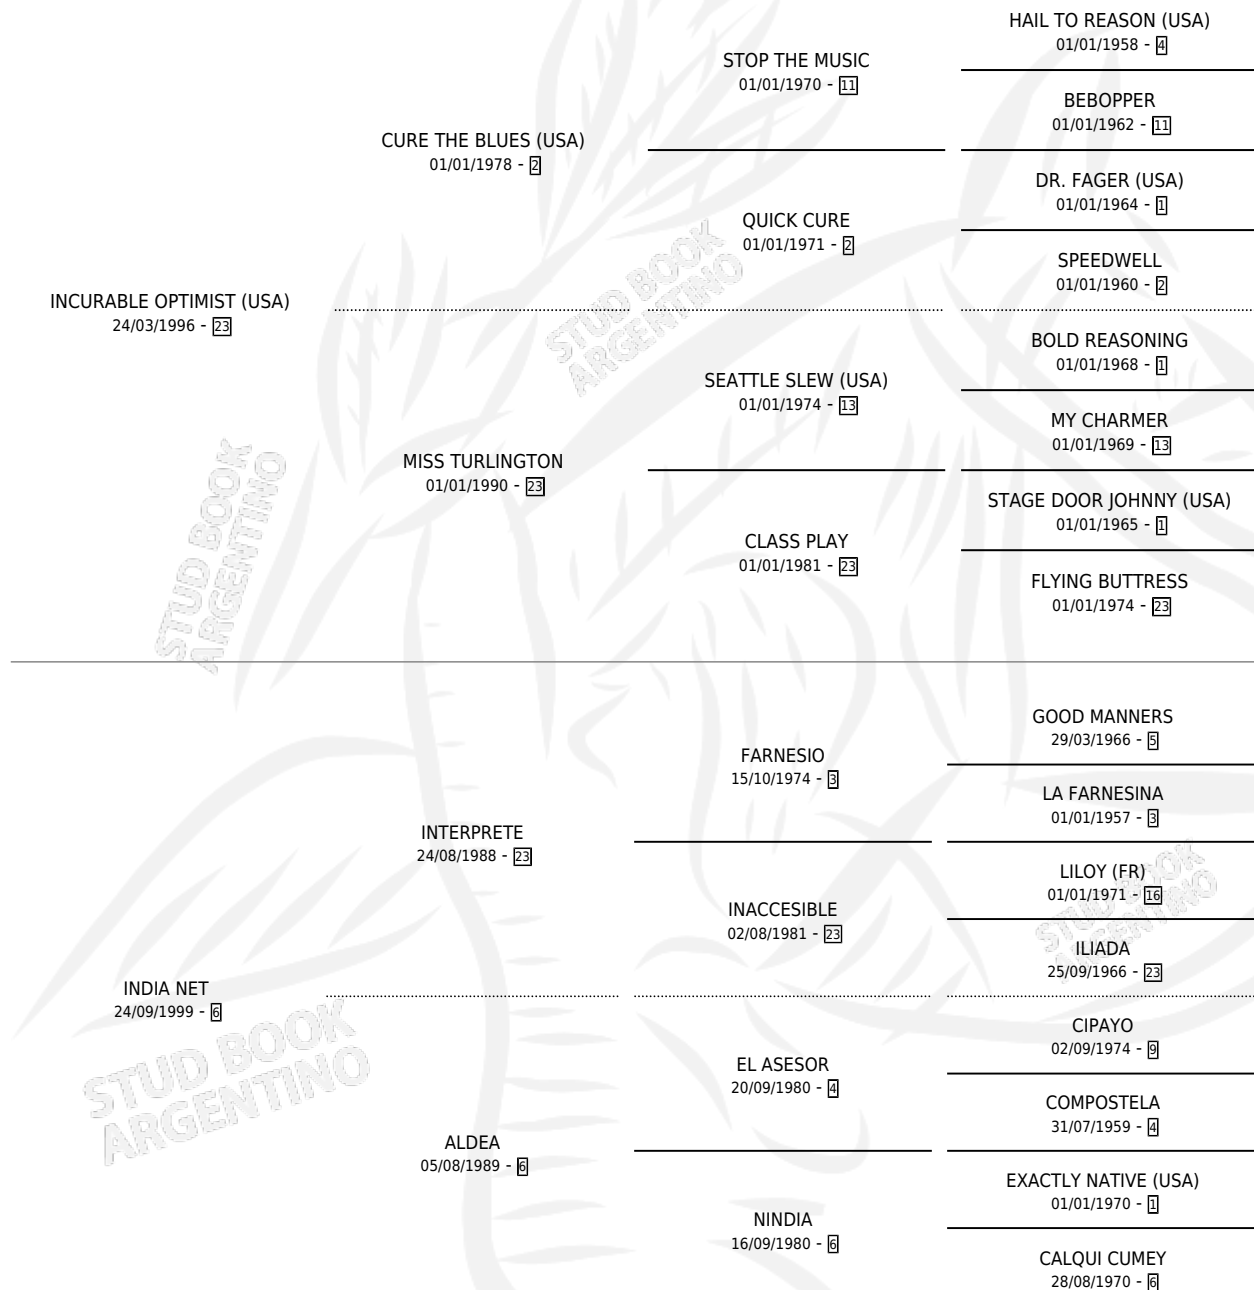 HAIL TO REASON (USA)
01/01/1958 - 4
STOP THE MUSIC
01/01/1970 - 11
BEBOPPER
01/01/1962 - 11
CURE THE BLUES (USA)
01/01/1978 - 2
DR. FAGER (USA)
01/01/1964 - 1
QUICK CURE
01/01/1971 - 2
SPEEDWELL
01/01/1960 - 2
INCURABLE OPTIMIST (USA)
24/03/1996 - 23
BOLD REASONING
01/01/1968 - 1
SEATTLE SLEW (USA)
01/01/1974 - 13
MY CHARMER
01/01/1969 - 13
MISS TURLINGTON
01/01/1990 - 23
STAGE DOOR JOHNNY (USA)
01/01/1965 - 1
CLASS PLAY
01/01/1981 - 23
FLYING BUTTRESS
01/01/1974 - 23
GOOD MANNERS
29/03/1966 - 5
FARNESIO
15/10/1974 - 3
LA FARNESINA
01/01/1957 - 3
INTERPRETE
24/08/1988 - 23
LILOY (FR)
01/01/1971 - 16
INACCESIBLE
02/08/1981 - 23
ILIADA
25/09/1966 - 23
INDIA NET
24/09/1999 - 6
CIPAYO
02/09/1974 - 9
EL ASESOR
20/09/1980 - 4
COMPOSTELA
31/07/1959 - 4
ALDEA
05/08/1989 - 6
EXACTLY NATIVE (USA)
01/01/1970 - 1
NINDIA
16/09/1980 - 6
CALQUI CUMEY
28/08/1970 - 6
STUD BOOK
ARGENTINO
STUD BOOK
ARGENTINO
STUD BOOK
ARGENTINO
STUD BOOK
ARGENTINO